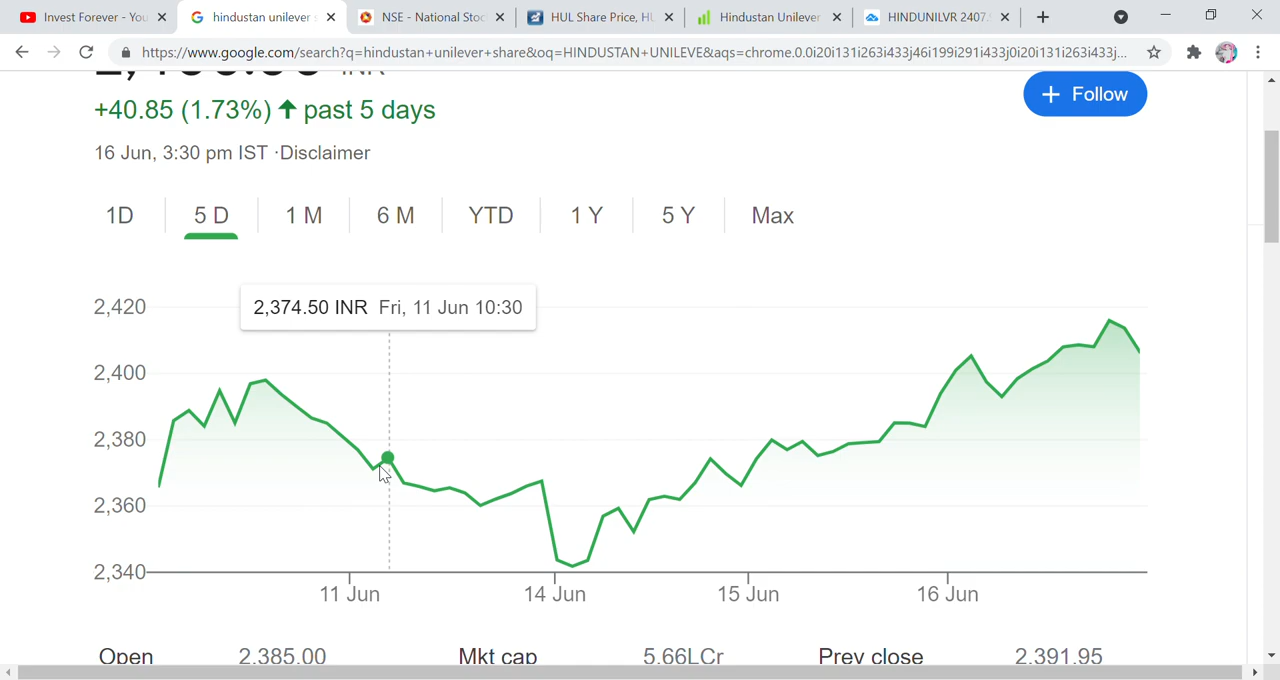 Invest Forever - You
hindustan unilever s
NSE - National Stoc
HUL Share Price, HU
Hindustan Unilever
HINDUNILVR 2407.
https://www.google.com/search?q=hindustan+unilever+share&oq=HINDUSTAN+UNILEVE&aqs=chrome.0.0i20i131i263i433j46i199i291i433j0i20i131i263i433j...
INR
+40.85 (1.73%) ↑ past 5 days
Follow
16 Jun, 3:30 pm IST ·Disclaimer
1D 5 D 1 M 6 M YTD 1 Y 5 Y Max
2,374.50 INR Fri, 11 Jun 10:30
2,420
2,400
2,380
2,360
2,340
11 Jun 14 Jun 15 Jun 16 Jun
Open 2,385.00 Mkt cap 5.66LCr Prev close 2,391.95